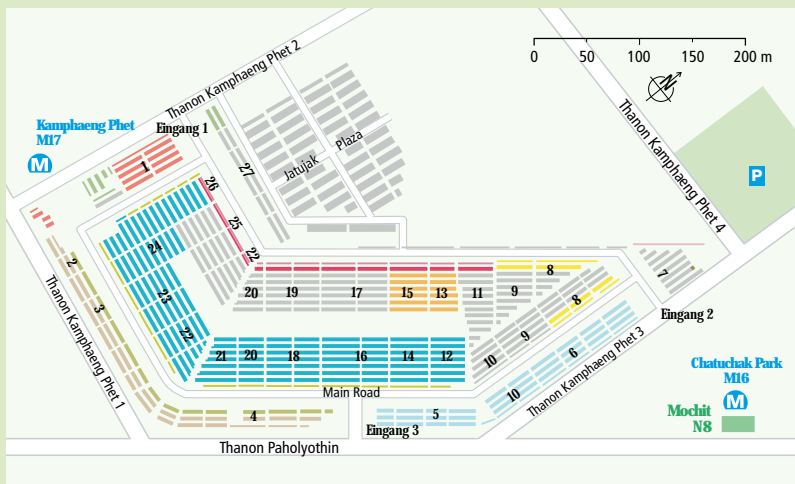 Thanon Kamphaeng Phet 2
0 50 100 150 200 m
N
Kamphaeng Phet
M17
M
Eingang 1
Thanon Kamphaeng Phet 4
P
Jatujak Plaza
1
27
26
25
24
22
2
3
23
22
20 19 17 15 13 11
8
9
8
7
Eingang 2
21 20 18 16 14 12
10 9
6
10
Thanon Kamphaeng Phet 1
Thanon Kamphaeng Phet 3
Chatuchak Park
M16
M
Mochit
N8
Main Road
4
5
Eingang 3
Thanon Paholyothin